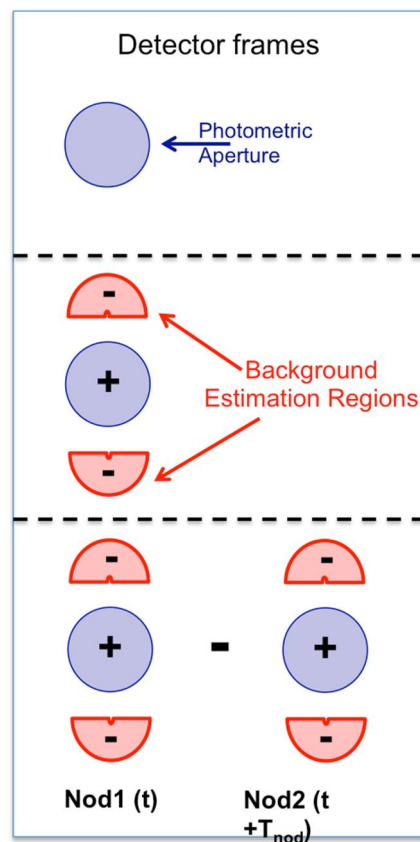 Detector frames
Photometric
Aperture
-
+
Background
Estimation Regions
-
- -
+ - +
- -
Nod1 (t) Nod2 (t
+Tnod)